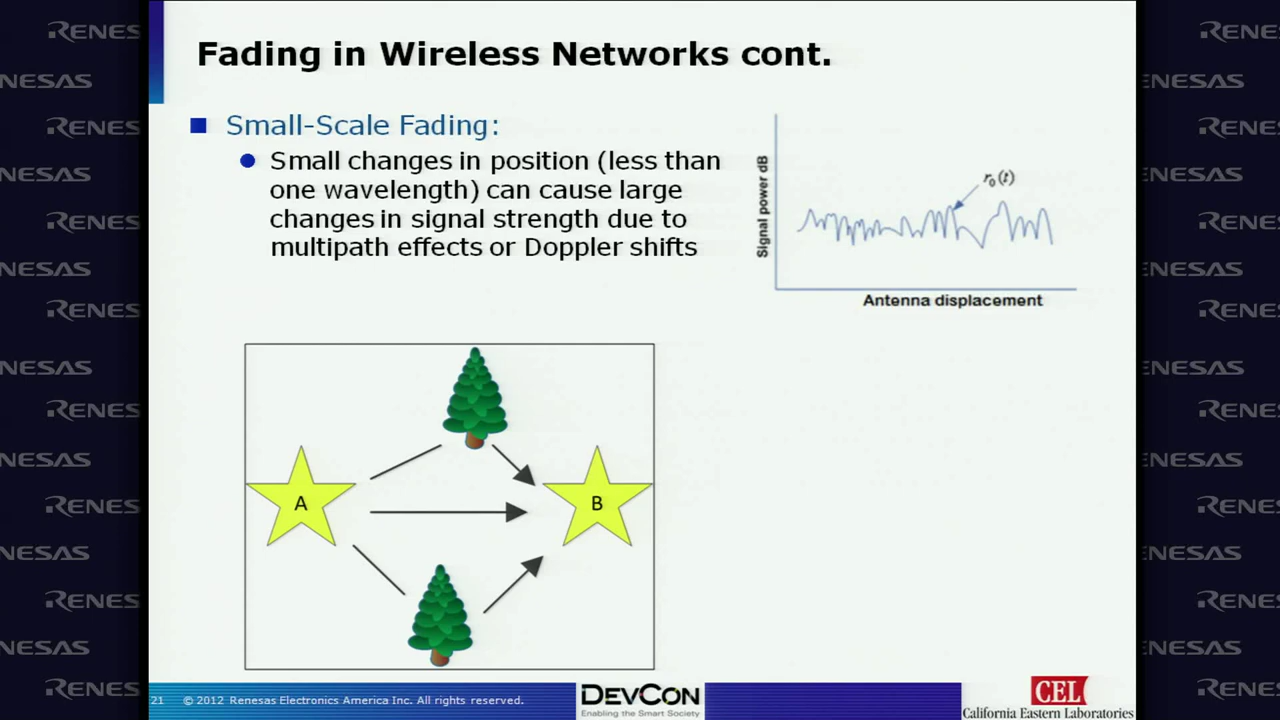 Fading in Wireless Networks cont.
Small-Scale Fading:
Small changes in position (less than
one wavelength) can cause large
changes in signal strength due to
multipath effects or Doppler shifts
Signal power dB
r₀(t)
Antenna displacement
A
B
21
© 2012 Renesas Electronics America Inc. All rights reserved.
DevCon
Enabling the Smart Society
CEL
California Eastern Laboratories
RENESAS